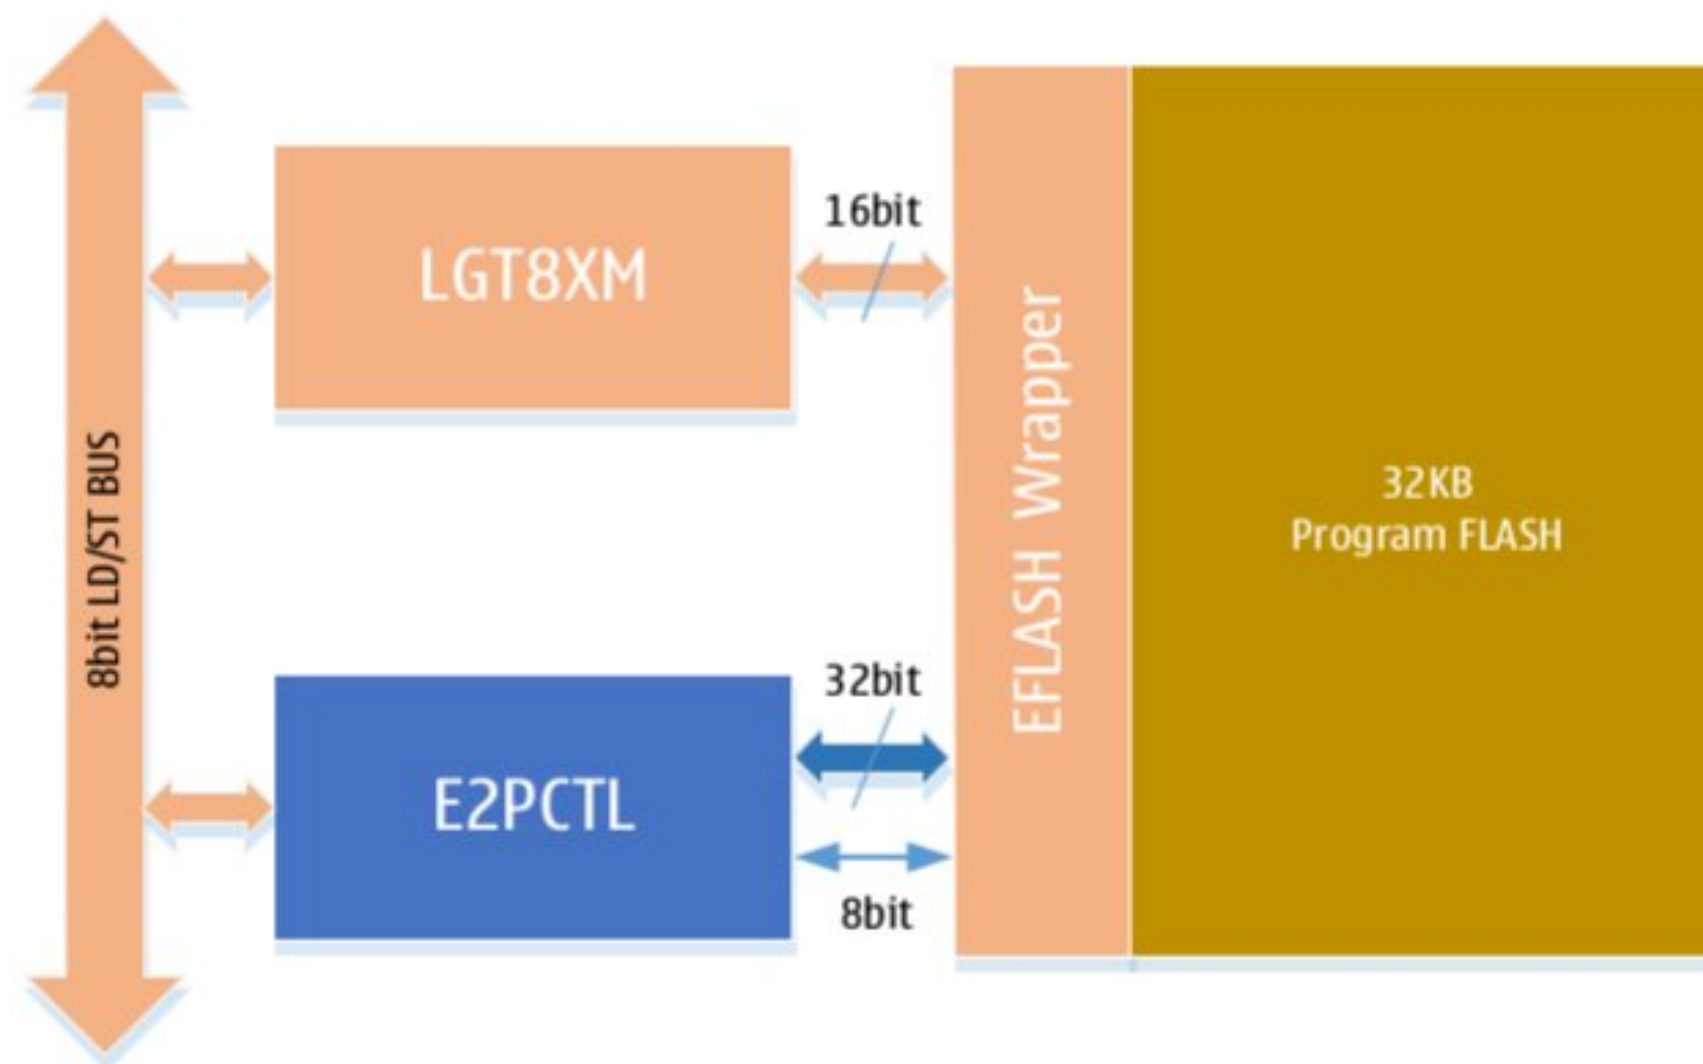 8bit LD/ST BUS
LGT8XM
16bit
E2PCTL
32bit
8bit
EFLASH Wrapper
32KB
Program FLASH